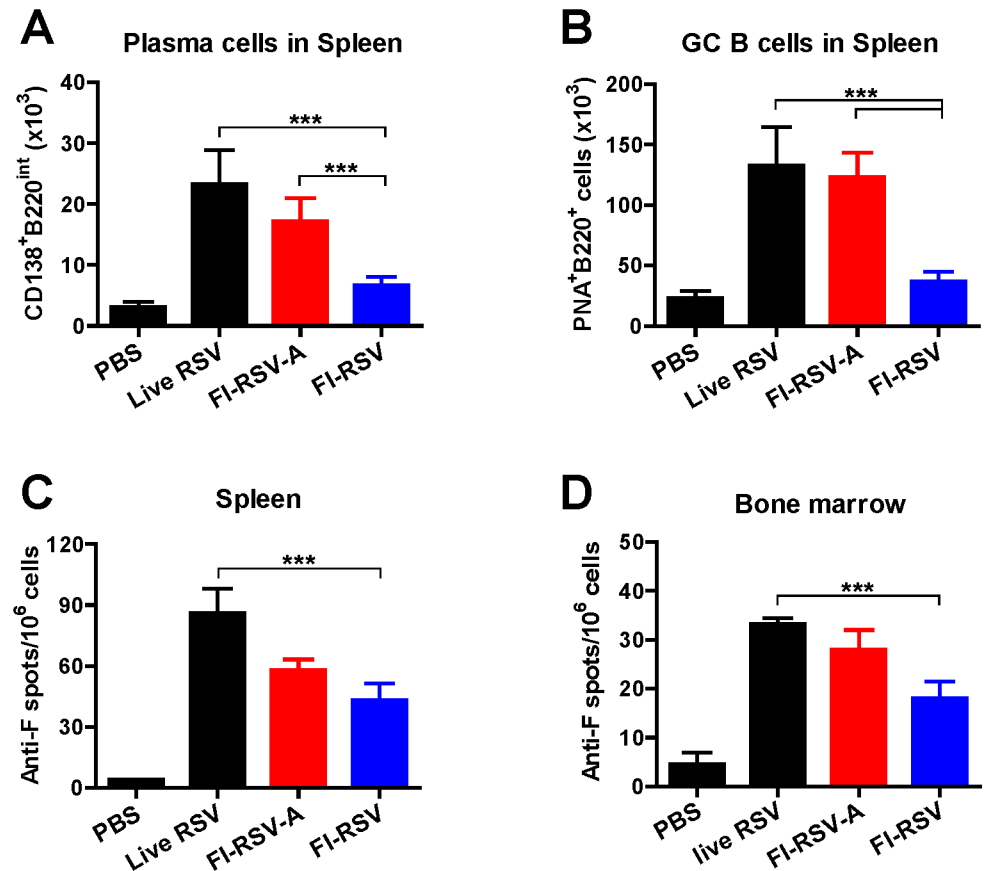 A
Plasma cells in Spleen
CD138⁺B220ⁱⁿᵗ (x10³)
40
30
20
10
0
***
***
PBS
Live RSV
FI-RSV-A
FI-RSV
B
GC B cells in Spleen
PNA⁺B220⁺ cells (x10³)
200
150
100
50
0
***
PBS
Live RSV
FI-RSV-A
FI-RSV
C
Spleen
Anti-F spots/10⁶ cells
120
90
60
30
0
***
PBS
Live RSV
FI-RSV-A
FI-RSV
D
Bone marrow
Anti-F spots/10⁶ cells
50
40
30
20
10
0
***
PBS
live RSV
FI-RSV-A
FI-RSV